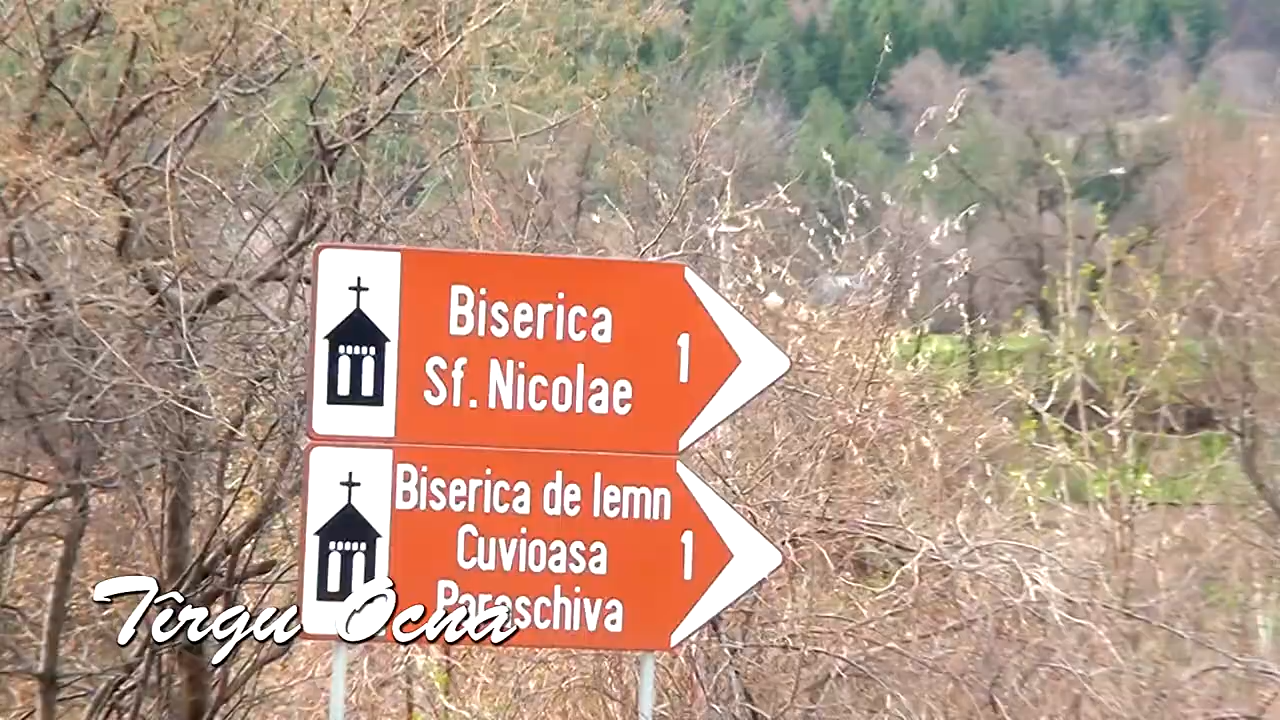 Biserica
Sf. Nicolae
1
Biserica de lemn
Cuvioasa
Paraschiva
1
Tîrgu Ocna